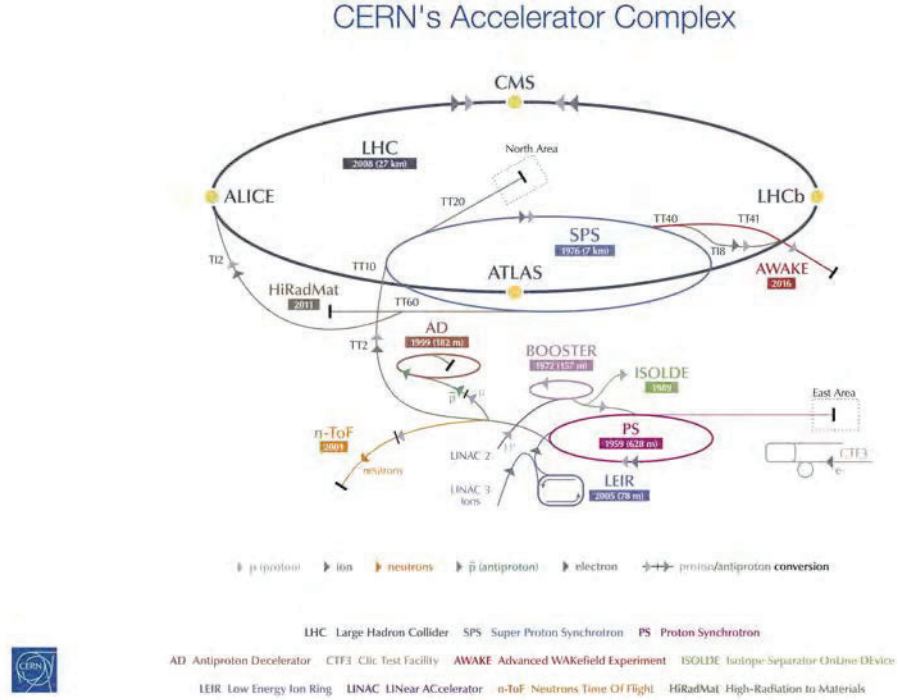 CERN's Accelerator Complex
CMS
LHC
2008 (27 km)
North Area
ALICE
LHCb
TT20
TT40
TT41
SPS
1976 (7 km)
TI8
TI2
TT10
ATLAS
AWAKE
2016
HiRadMat
2011
TT60
AD
1999 (182 m)
TT2
BOOSTER
1972 (157 m)
ISOLDE
1989
p
East Area
n-ToF
2001
PS
1959 (628 m)
LINAC 2
CTF3
neutrons
e-
LEIR
2005 (78 m)
LINAC 3
Ions
p (proton) ion neutrons p̄ (antiproton) electron proton/antiproton conversion
LHC Large Hadron Collider SPS Super Proton Synchrotron PS Proton Synchrotron
AD Antiproton Decelerator CTF3 Clic Test Facility AWAKE Advanced WAKefield Experiment ISOLDE Isotope Separator OnLine DEvice
LEIR Low Energy Ion Ring LINAC LINear ACcelerator n-ToF Neutrons Time Of Flight HiRadMat High-Radiation to Materials
CERN